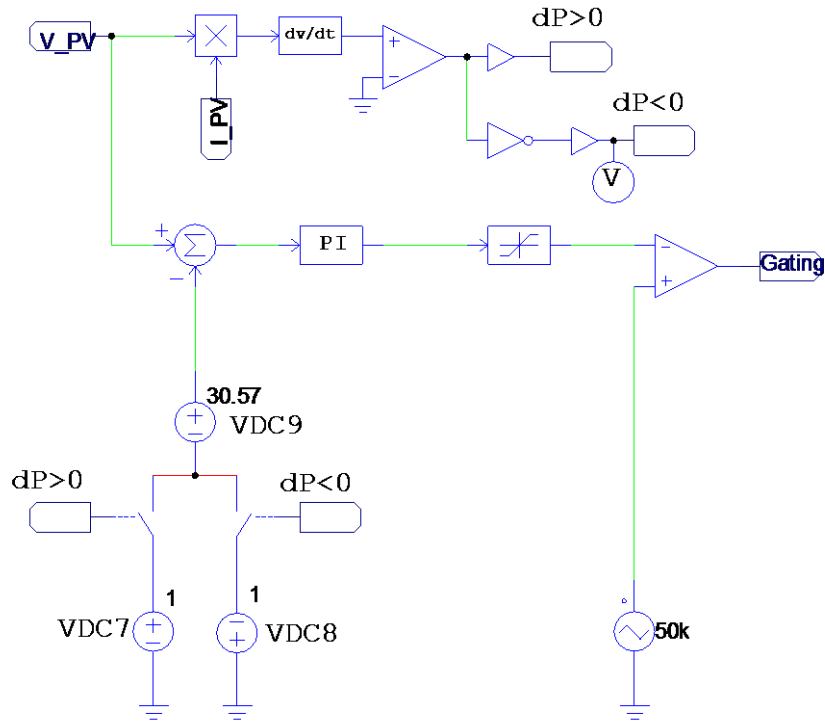 V_PV
dv/dt
dP>0
I_PV
dP<0
V
PI
Gating
30.57
VDC9
dP>0
dP<0
1
1
VDC7
VDC8
50k